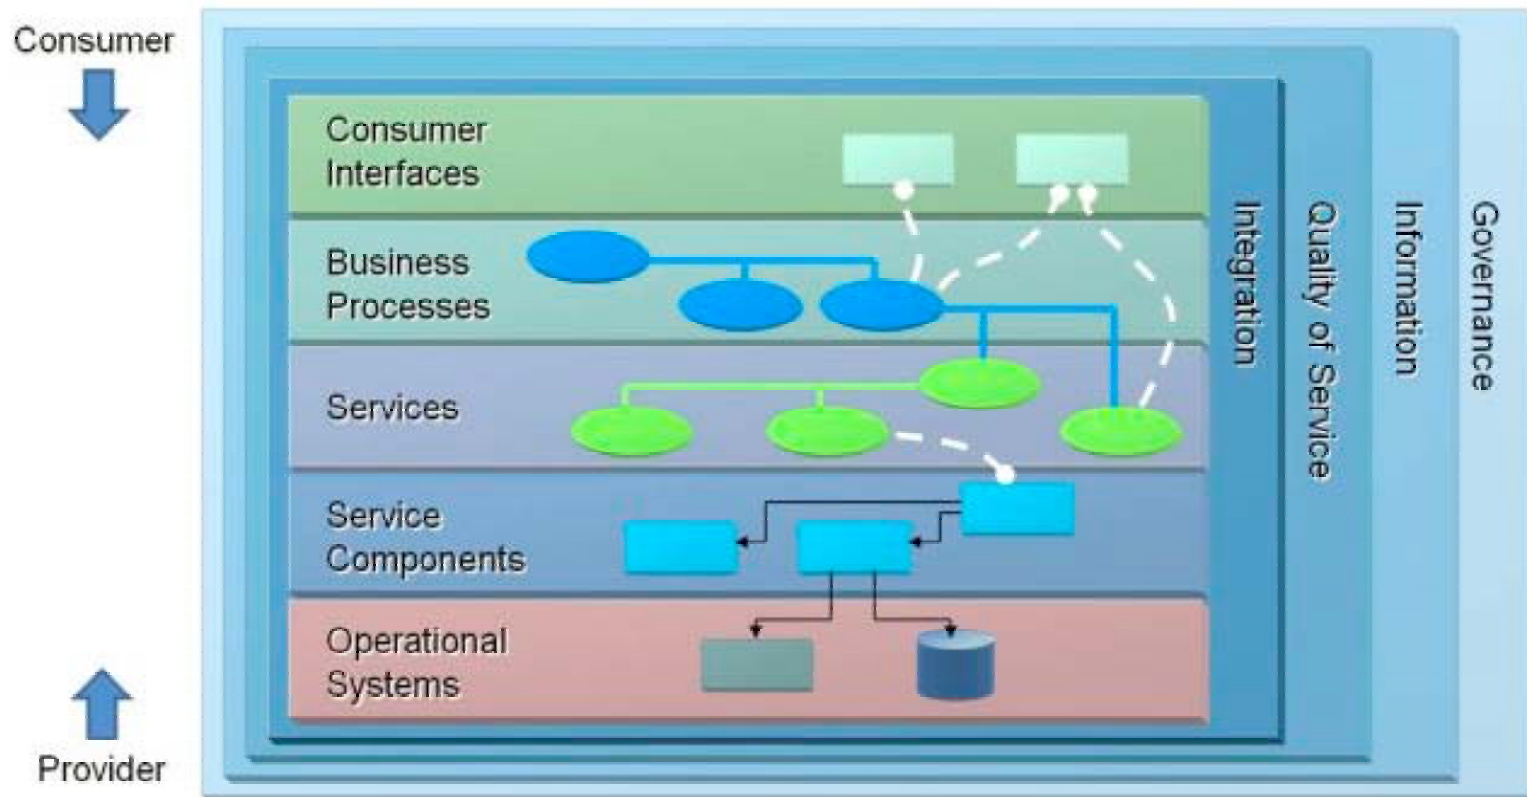 Consumer
Consumer
Interfaces
Business
Processes
Services
Service
Components
Operational
Systems
Integration
Quality of Service
Information
Governance
Provider